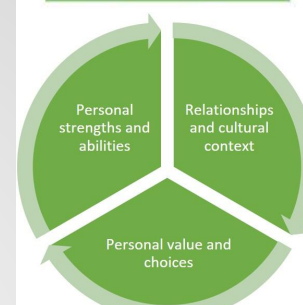 Personal
strengths and
abilities
Relationships
and cultural
context
Personal value and
choices